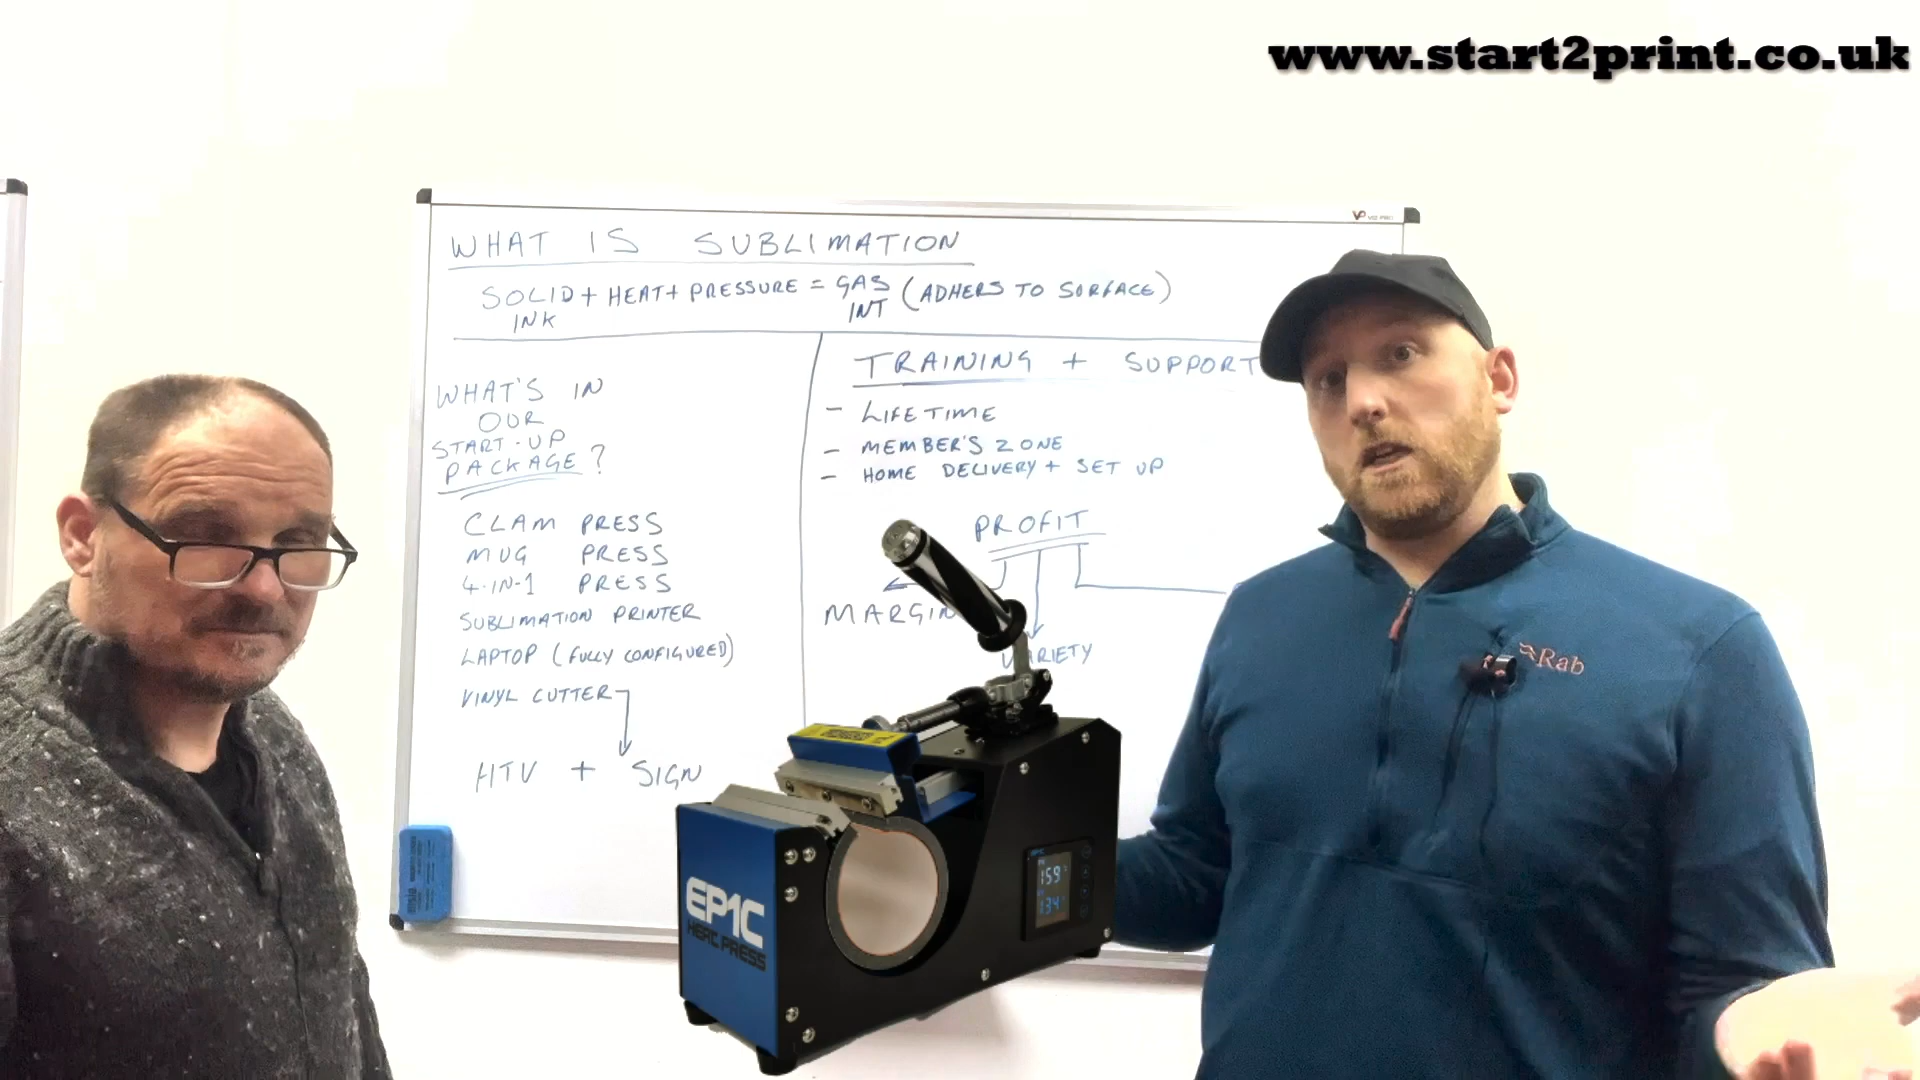 www.start2print.co.uk
WHAT IS SUBLIMATION
SOLID + HEAT + PRESSURE = GAS (ADHERS TO SURFACE)
INK INT
WHAT'S IN
OUR
START-UP
PACKAGE?
CLAM PRESS
MUG PRESS
4-IN-1 PRESS
SUBLIMATION PRINTER
LAPTOP (FULLY CONFIGURED)
VINYL CUTTER
HTV + SIGN
TRAINING + SUPPORT
- LIFETIME
- MEMBER'S ZONE
- HOME DELIVERY + SET UP
PROFIT
MARGIN
VARIETY
EP1C
HEAT PRESS
159
134
Rab